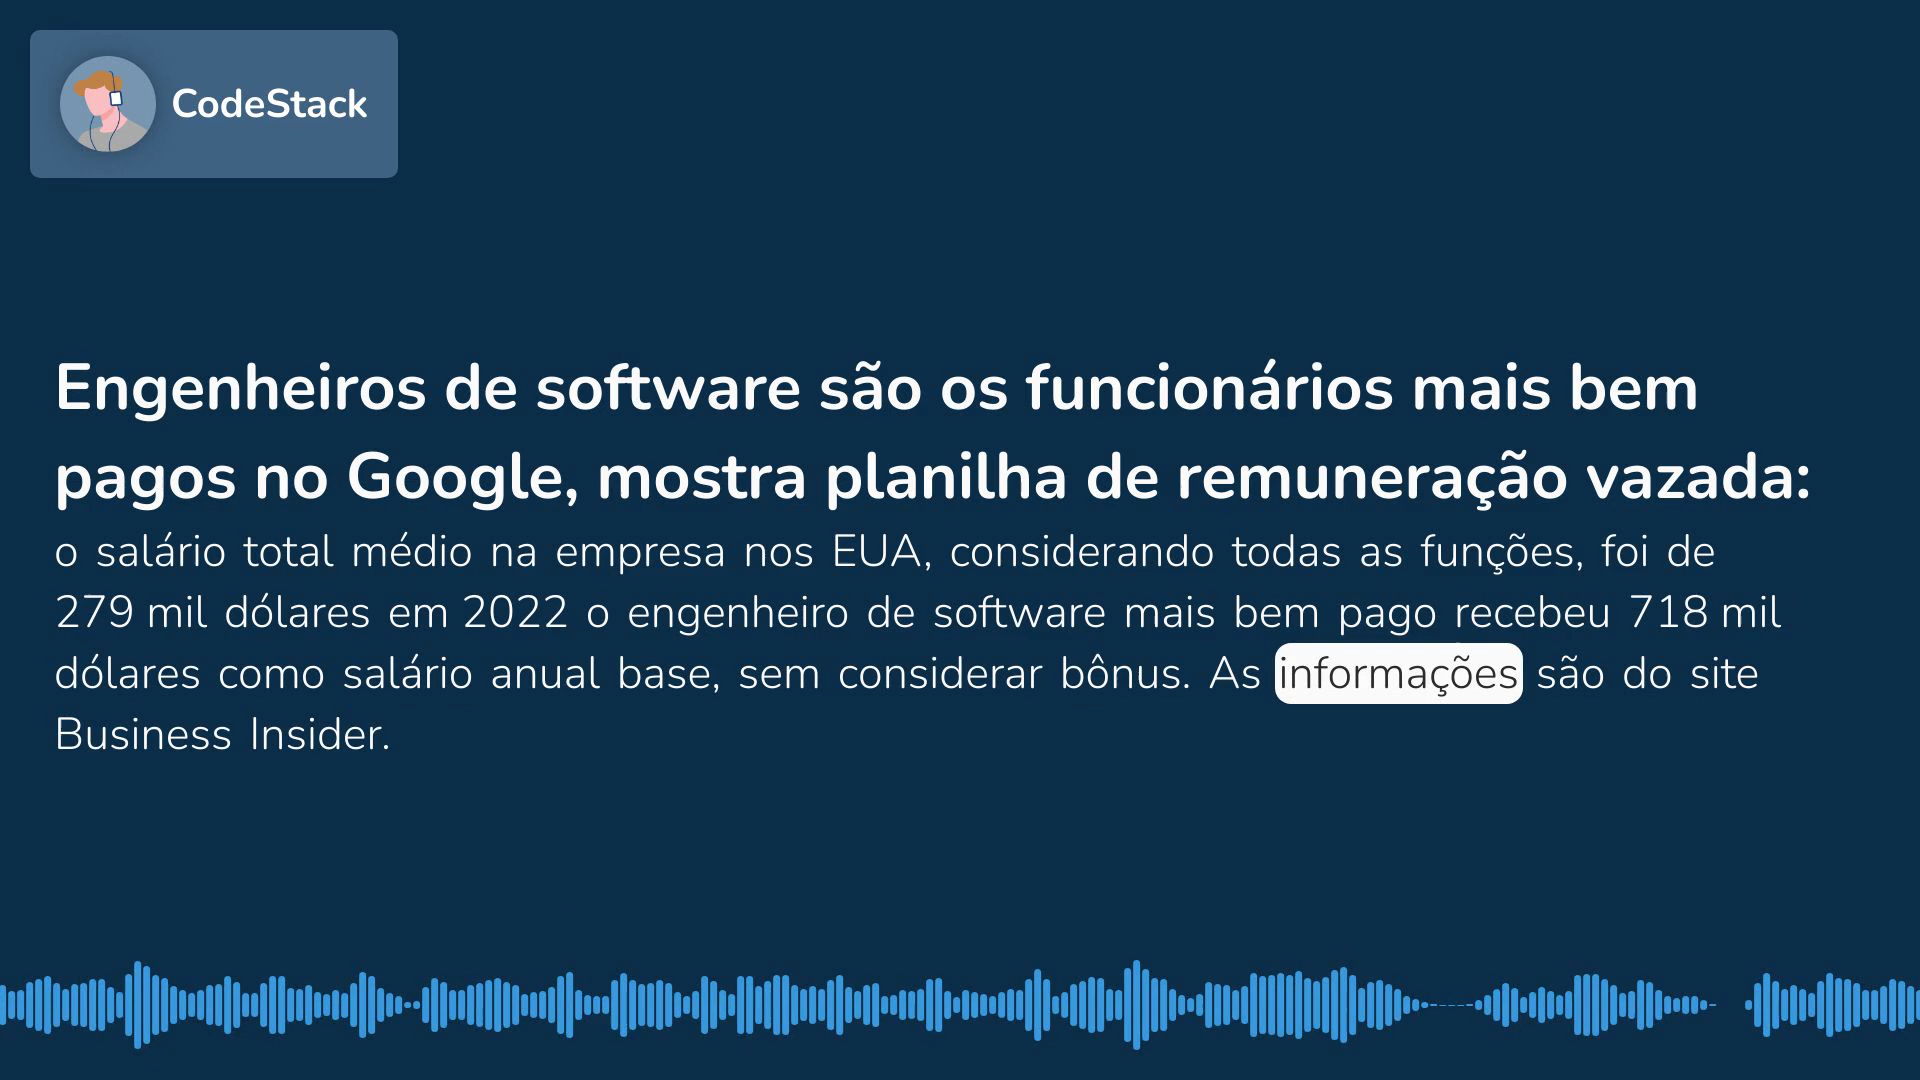 CodeStack
Engenheiros de software são os funcionários mais bem
pagos no Google, mostra planilha de remuneração vazada:
o salário total médio na empresa nos EUA, considerando todas as funções, foi de
279 mil dólares em 2022 o engenheiro de software mais bem pago recebeu 718 mil
dólares como salário anual base, sem considerar bônus. As informações são do site
Business Insider.